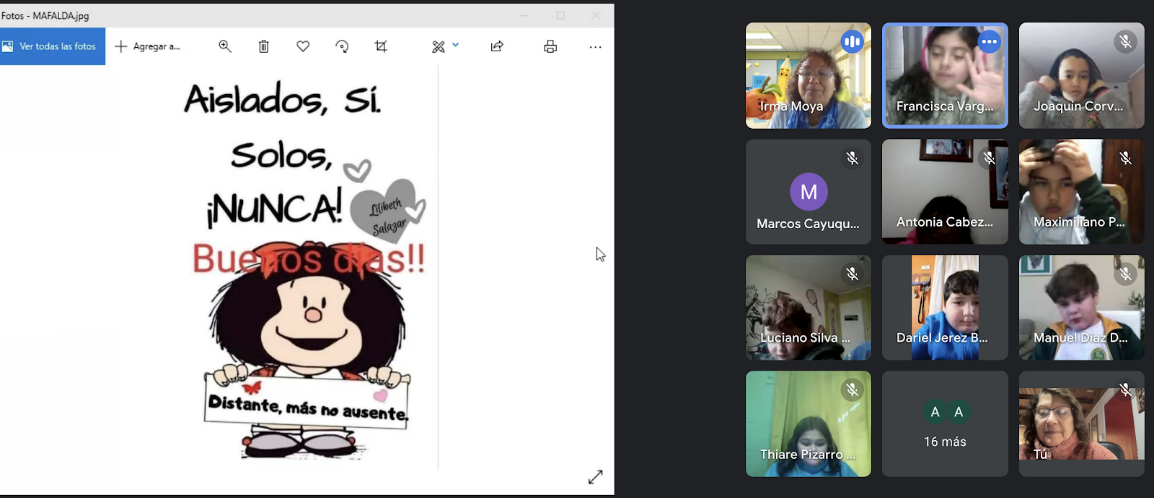 Fotos - MAFALDA.jpg
Ver todas las fotos
Agregar a...
Aislados, Sí.
Solos,
¡NUNCA!
Lilibeth
Salazar
Buenos días!!
Distante, más no ausente.
Irma Moya
Francisca Varg...
Joaquin Corv...
M
Marcos Cayuqu...
Antonia Cabez...
Maximiliano P...
Luciano Silva ...
Dariel Jerez B...
Manuel Díaz D...
Thiare Pizarro ...
A A
16 más
Tú